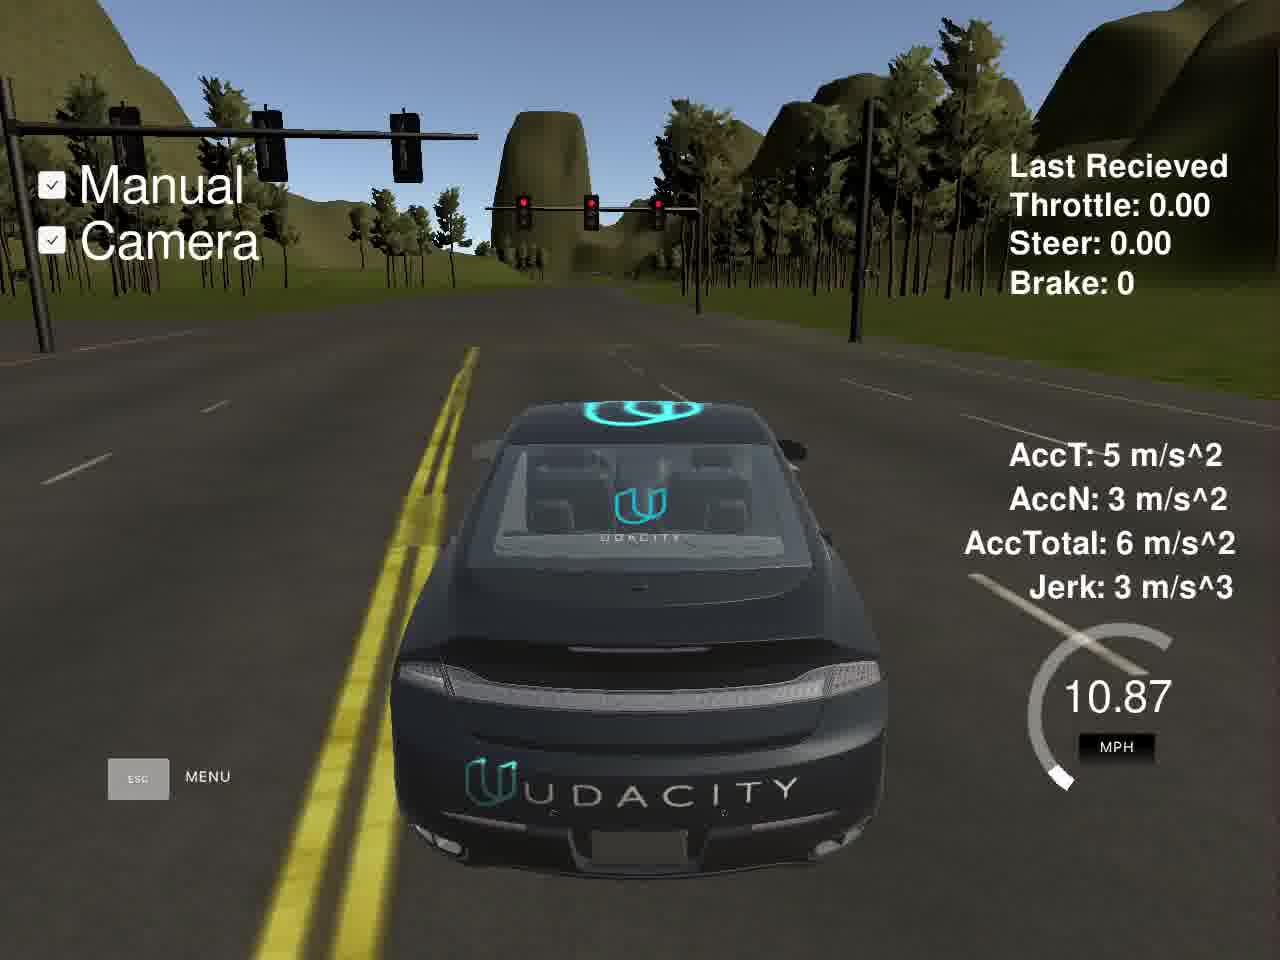 Manual
Camera
Last Recieved
Throttle: 0.00
Steer: 0.00
Brake: 0
AccT: 5 m/s^2
AccN: 3 m/s^2
AccTotal: 6 m/s^2
Jerk: 3 m/s^3
10.87
MPH
ESC MENU
UDACITY
UDACITY